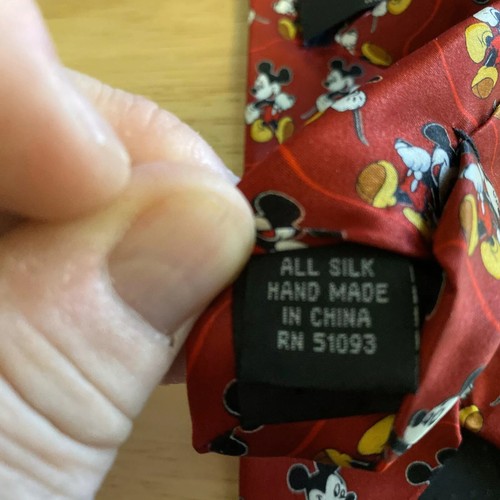 ALL SILK
HAND MADE
IN CHINA
RN 51093